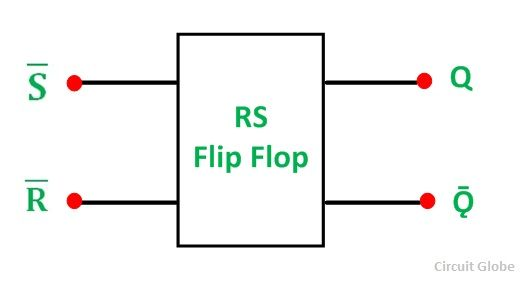 S̅ Q
RS
Flip Flop
R̅ Q̅
Circuit Globe